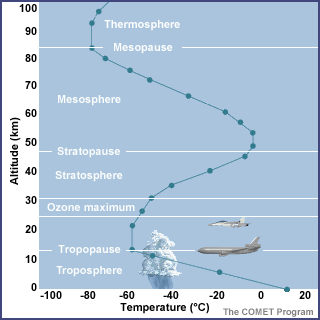 100
Thermosphere
90
Mesopause
80
70
Mesosphere
60
50
Stratopause
40
Stratosphere
30
Ozone maximum
20
Tropopause
10
Troposphere
0
Altitude (km)
-100 -80 -60 -40 -20 0 20
Temperature (°C)
The COMET Program